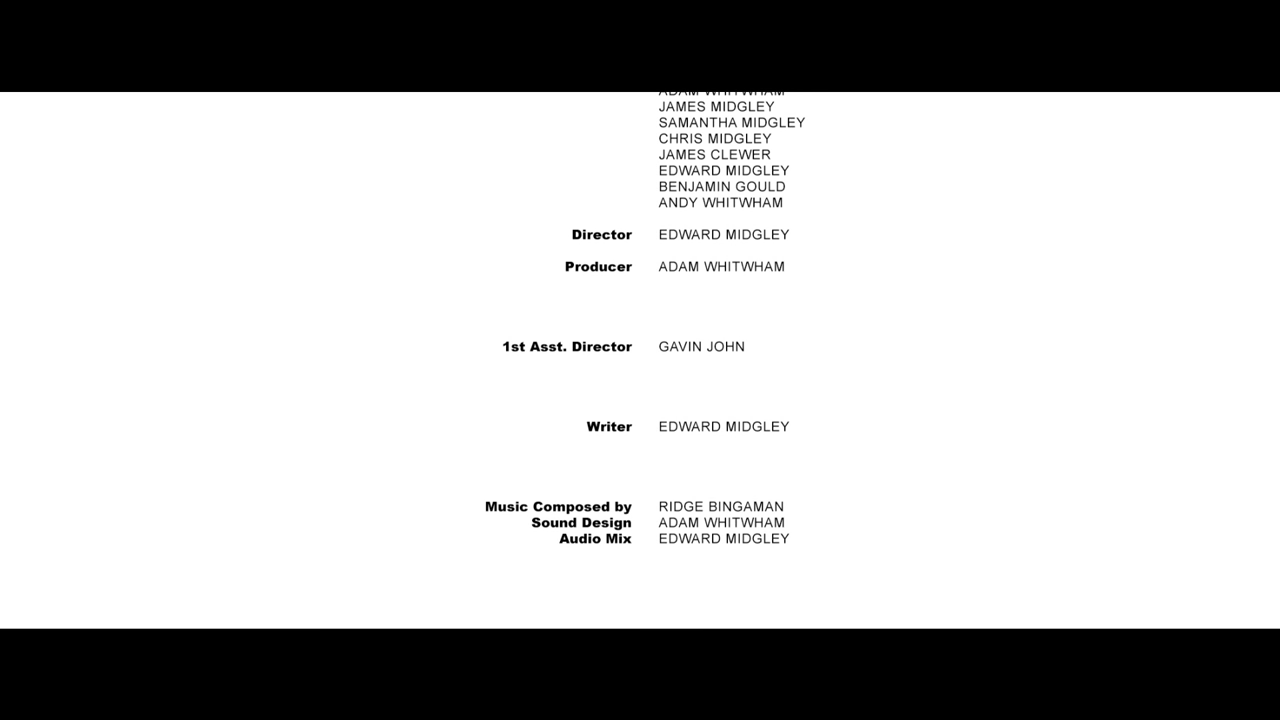 ADAM WHITWHAM
JAMES MIDGLEY
SAMANTHA MIDGLEY
CHRIS MIDGLEY
JAMES CLEWER
EDWARD MIDGLEY
BENJAMIN GOULD
ANDY WHITWHAM
Director EDWARD MIDGLEY
Producer ADAM WHITWHAM
1st Asst. Director GAVIN JOHN
Writer EDWARD MIDGLEY
Music Composed by RIDGE BINGAMAN
Sound Design ADAM WHITWHAM
Audio Mix EDWARD MIDGLEY